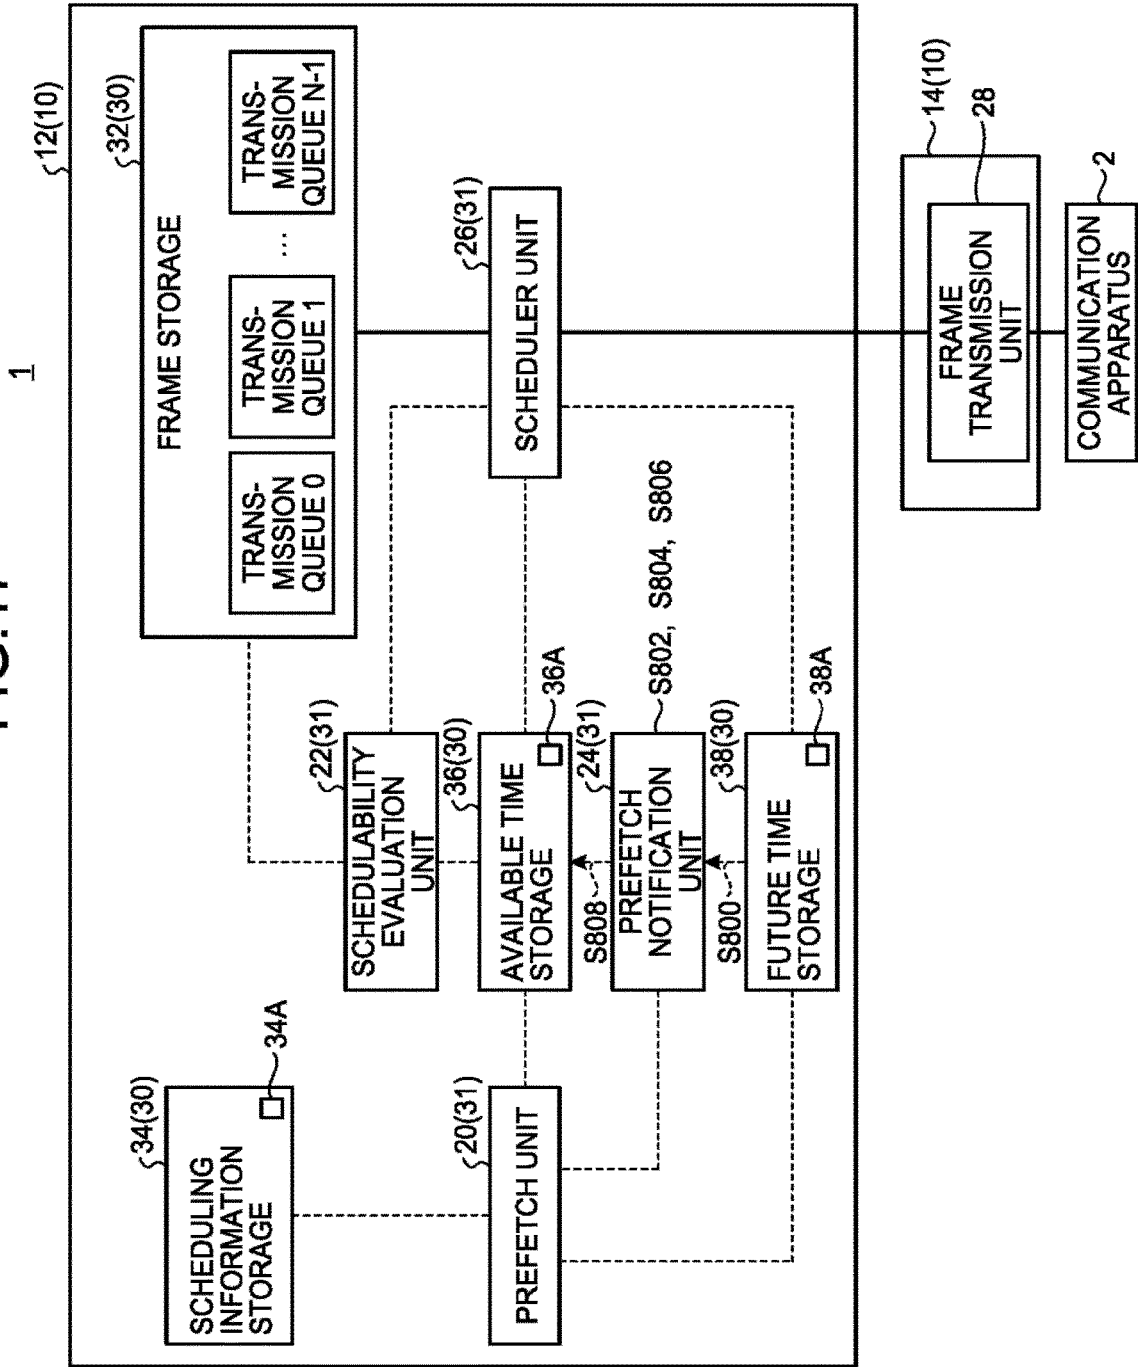 1
12(10)
34(30)
SCHEDULING
INFORMATION
STORAGE
34A
32(30)
FRAME STORAGE
TRANS-
MISSION
QUEUE 0
TRANS-
MISSION
QUEUE 1
...
TRANS-
MISSION
QUEUE N-1
22(31)
SCHEDULABILITY
EVALUATION
UNIT
20(31)
PREFETCH UNIT
36(30)
AVAILABLE TIME
STORAGE
36A
26(31)
SCHEDULER UNIT
S808
24(31)
PREFETCH
NOTIFICATION
UNIT
S802, S804, S806
S800
38(30)
FUTURE TIME
STORAGE
38A
14(10)
FRAME
TRANSMISSION
UNIT
28
COMMUNICATION
APPARATUS
2